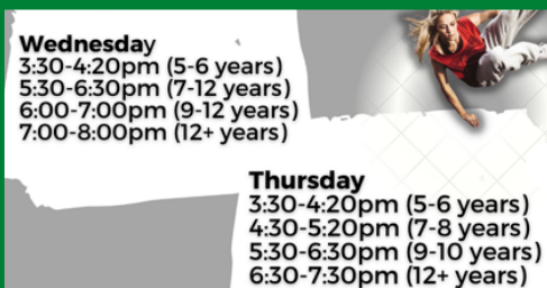 Wednesday
3:30-4:20pm (5-6 years)
5:30-6:30pm (7-12 years)
6:00-7:00pm (9-12 years)
7:00-8:00pm (12+ years)
Thursday
3:30-4:20pm (5-6 years)
4:30-5:20pm (7-8 years)
5:30-6:30pm (9-10 years)
6:30-7:30pm (12+ years)